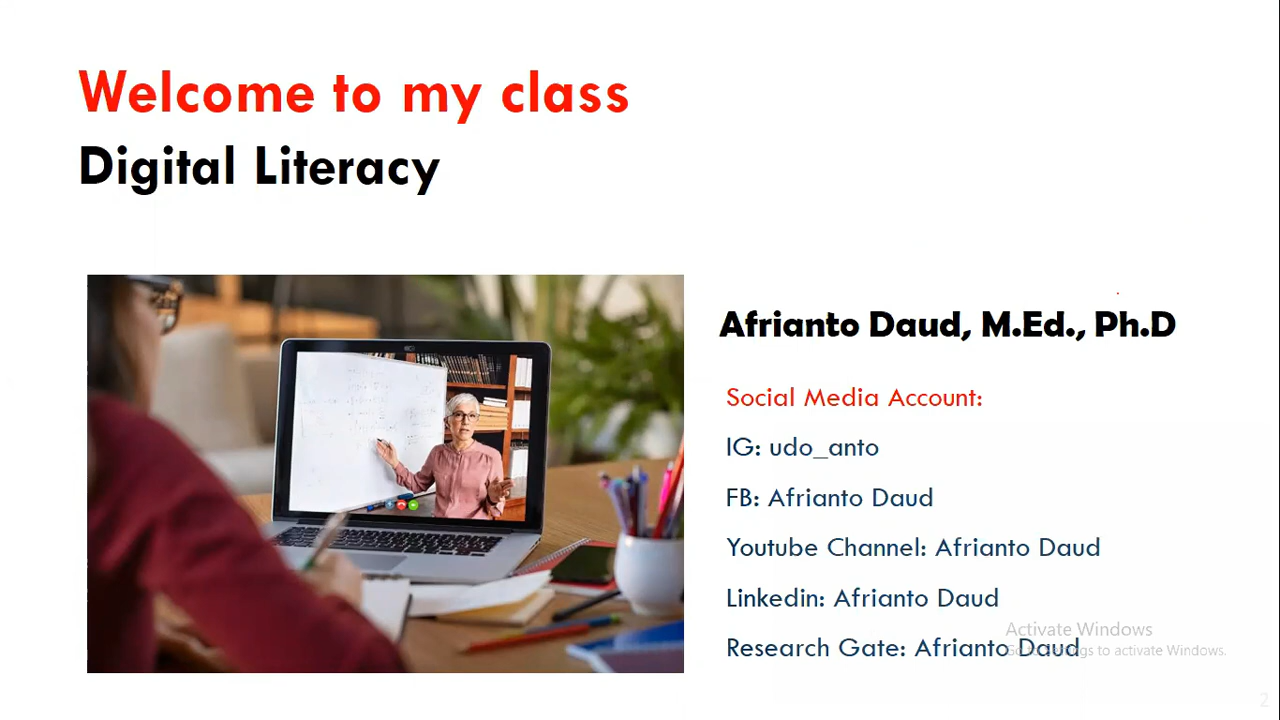 Welcome to my class
Digital Literacy
Afrianto Daud, M.Ed., Ph.D
Social Media Account:
IG: udo_anto
FB: Afrianto Daud
Youtube Channel: Afrianto Daud
Linkedin: Afrianto Daud
Activate Windows
Research Gate: Afrianto Daud
Go to Settings to activate Windows.
2